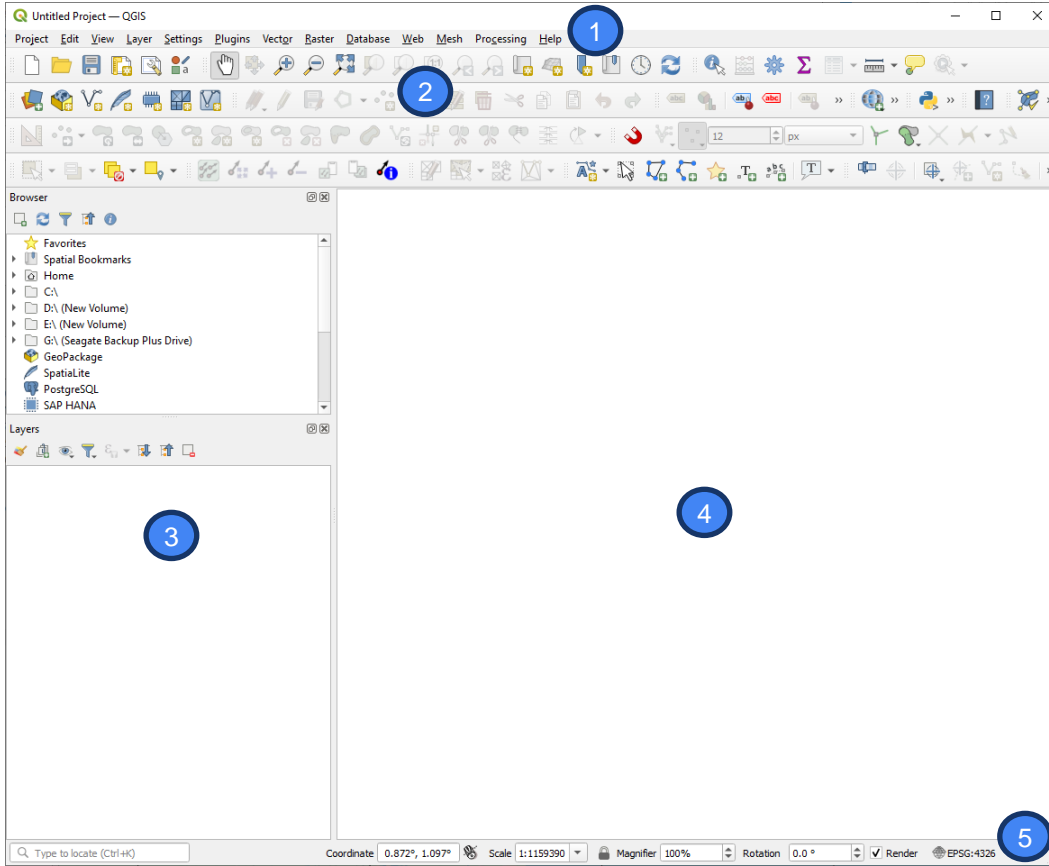 Untitled Project — QGIS
1
Project Edit View Layer Settings Plugins Vector Raster Database Web Mesh Processing Help
2
12 px
Browser
Favorites
Spatial Bookmarks
Home
C:\
D:\ (New Volume)
E:\ (New Volume)
G:\ (Seagate Backup Plus Drive)
GeoPackage
SpatiaLite
PostgreSQL
SAP HANA
Layers
3
4
5
Type to locate (Ctrl+K) Coordinate 0.872°, 1.097° Scale 1:1159390 Magnifier 100% Rotation 0.0 ° Render EPSG:4326